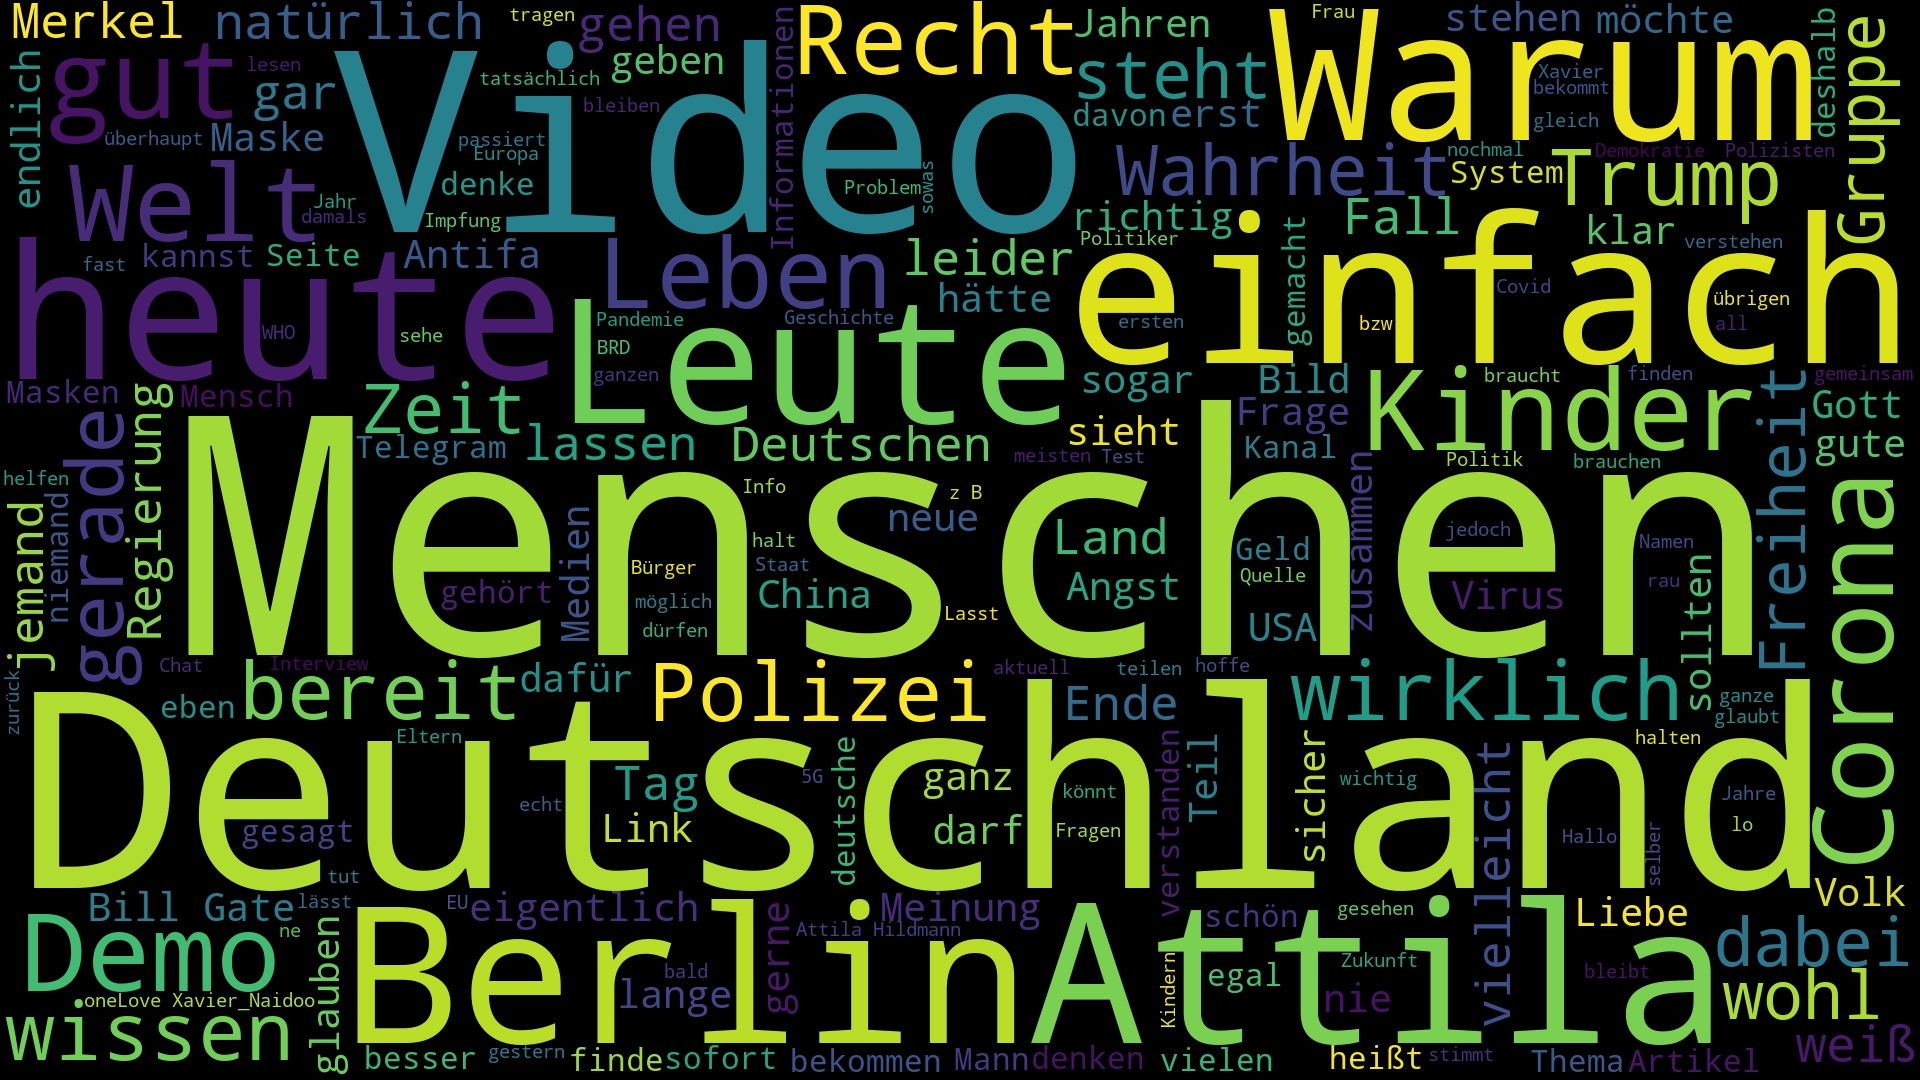 Merkel
natürlich
tragen
gehen
Recht
Jahren
Frau
stehen
möchte
Gruppe
endlich
gut
lesen
gar
Video
tatsächlich
geben
bleiben
Informationen
steht
Warum
Xavier
bekommt
deshalb
überhaupt
Maske
passiert
Europa
davon
erst
gleich
Welt
Jahr
damals
denke
Impfung
Problem
sowas
Wahrheit
nochmal
Demokratie
Polizisten
System
Trump
richtig
Fall
klar
verstehen
heute
fast
kannst
Seite
Antifa
Leben
leider
Politiker
gemacht
einfach
WHO
sehe
hätte
Covid
übrigen
Pandemie
Geschichte
ersten
bzw
all
BRD
ganzen
Leute
Masken
Regierung
Mensch
Zeit
sogar
Bild
Kinder
braucht
finden
gemeinsam
Freiheit
Gott
gerade
Telegram
lassen
Deutschen
sieht
Frage
Kanal
gute
meisten
Test
Politik
brauchen
helfen
jemand
niemand
Menschen
Info
z B
neue
zusammen
Corona
Medien
halt
Land
Geld
jedoch
Namen
Bürger
Staat
Quelle
gehört
möglich
China
Angst
Virus
rau
dürfen
Lasst
USA
sollten
zurück
Chat
Interview
bereit
dafür
Polizei
aktuell
teilen
hoffe
Ende
wirklich
ganze
glaubt
eben
Eltern
halten
Deutschland
Tag
5G
deutsche
ganz
könnt
verstanden
Teil
sicher
wichtig
vielleicht
Jahre
echt
gesagt
Link
darf
Fragen
Hallo
lo
selber
tut
Bill Gate
lässt
EU
eigentlich
Meinung
schön
gesehen
Liebe
Volk
Demo
ne
glauben
Berlin
gerne
Attila Hildmann
Attila
dabei
Kindern
egal
Zukunft
bleibt
bald
lange
nie
wohl
oneLove Xavier_Naidoo
wissen
besser
gestern
finde
sofort
bekommen
Mann
denken
vielen
heißt
stimmt
Thema
Artikel
weiß